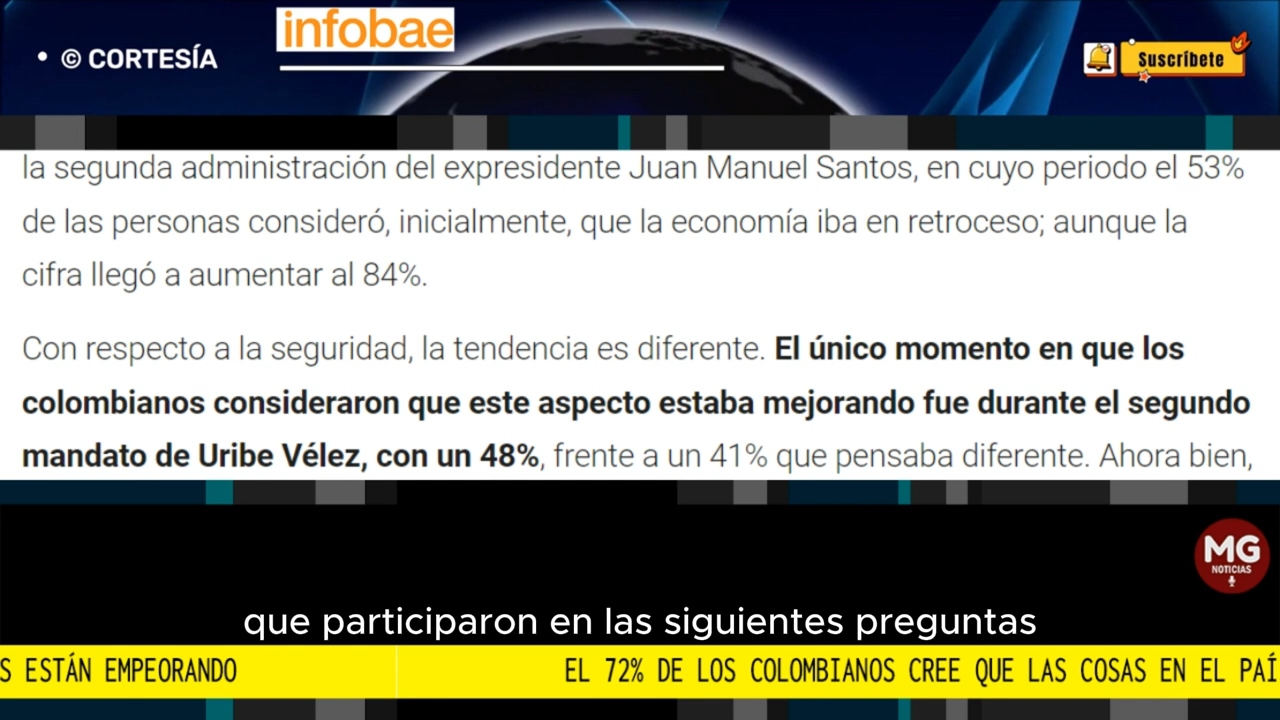 infobae
• © CORTESÍA
Suscríbete
la segunda administración del expresidente Juan Manuel Santos, en cuyo periodo el 53%
de las personas consideró, inicialmente, que la economía iba en retroceso; aunque la
cifra llegó a aumentar al 84%.
Con respecto a la seguridad, la tendencia es diferente. El único momento en que los
colombianos consideraron que este aspecto estaba mejorando fue durante el segundo
mandato de Uribe Vélez, con un 48%, frente a un 41% que pensaba diferente. Ahora bien,
MG
NOTICIAS
que participaron en las siguientes preguntas
S ESTÁN EMPEORANDO EL 72% DE LOS COLOMBIANOS CREE QUE LAS COSAS EN EL PAÍ